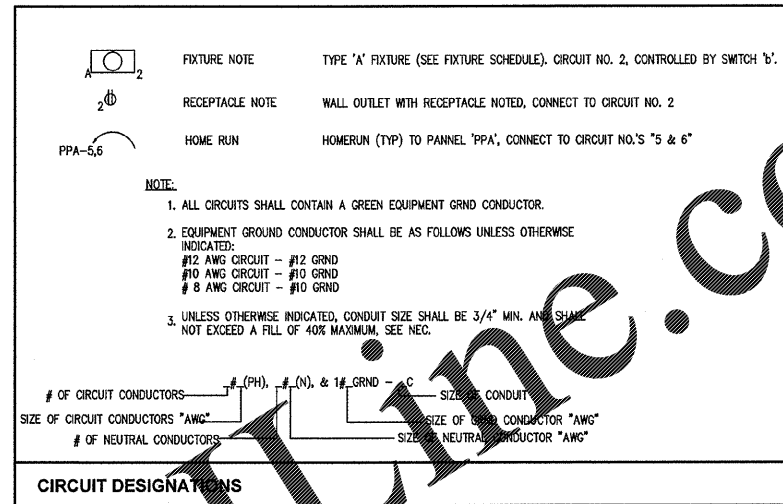 A 2 FIXTURE NOTE TYPE 'A' FIXTURE (SEE FIXTURE SCHEDULE). CIRCUIT NO. 2, CONTROLLED BY SWITCH 'b'.
2 RECEPTACLE NOTE WALL OUTLET WITH RECEPTACLE NOTED, CONNECT TO CIRCUIT NO. 2
PPA-5,6 HOME RUN HOMERUN (TYP) TO PANNEL 'PPA', CONNECT TO CIRCUIT NO.'S "5 & 6"
NOTE:
1. ALL CIRCUITS SHALL CONTAIN A GREEN EQUIPMENT GRND CONDUCTOR.
2. EQUIPMENT GROUND CONDUCTOR SHALL BE AS FOLLOWS UNLESS OTHERWISE
INDICATED:
#12 AWG CIRCUIT - #12 GRND
#10 AWG CIRCUIT - #10 GRND
# 8 AWG CIRCUIT - #10 GRND
3. UNLESS OTHERWISE INDICATED, CONDUIT SIZE SHALL BE 3/4" MIN. AND SHALL
NOT EXCEED A FILL OF 40% MAXIMUM, SEE NEC.
_#_(PH), _#_(N), & 1#_GRND - _C
# OF CIRCUIT CONDUCTORS SIZE OF CONDUIT
SIZE OF CIRCUIT CONDUCTORS "AWG" SIZE OF GRND CONDUCTOR "AWG"
# OF NEUTRAL CONDUCTORS SIZE OF NEUTRAL CONDUCTOR "AWG"
CIRCUIT DESIGNATIONS
lLine.co